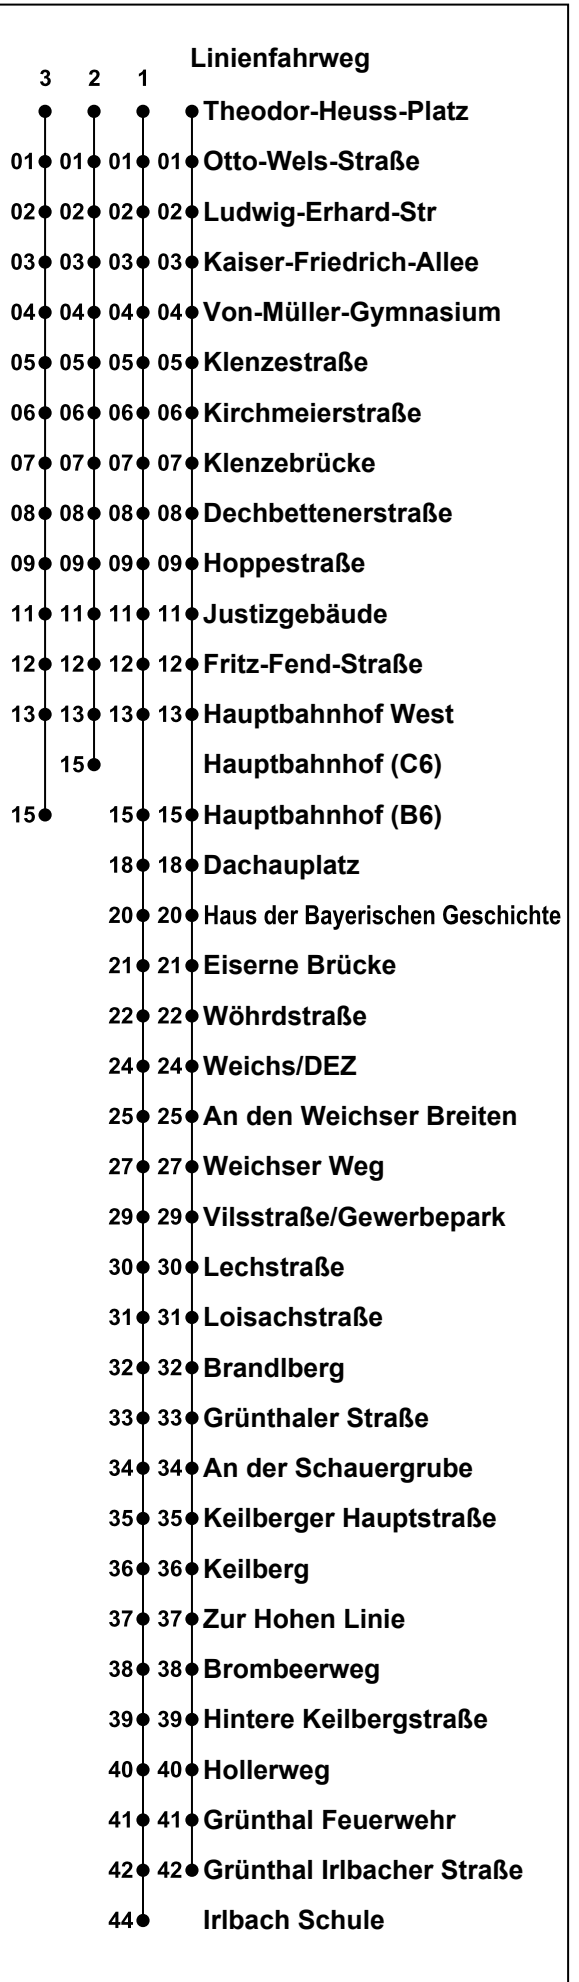 Linienfahrweg
3 2 1
Theodor-Heuss-Platz
01 01 01 01 Otto-Wels-Straße
02 02 02 02 Ludwig-Erhard-Str
03 03 03 03 Kaiser-Friedrich-Allee
04 04 04 04 Von-Müller-Gymnasium
05 05 05 05 Klenzestraße
06 06 06 06 Kirchmeierstraße
07 07 07 07 Klenzebrücke
08 08 08 08 Dechbettenerstraße
09 09 09 09 Hoppestraße
11 11 11 11 Justizgebäude
12 12 12 12 Fritz-Fend-Straße
13 13 13 13 Hauptbahnhof West
15 Hauptbahnhof (C6)
15 15 15 Hauptbahnhof (B6)
18 18 Dachauplatz
20 20 Haus der Bayerischen Geschichte
21 21 Eiserne Brücke
22 22 Wöhrdstraße
24 24 Weichs/DEZ
25 25 An den Weichser Breiten
27 27 Weichser Weg
29 29 Vilsstraße/Gewerbepark
30 30 Lechstraße
31 31 Loisachstraße
32 32 Brandlberg
33 33 Grünthaler Straße
34 34 An der Schauergrube
35 35 Keilberger Hauptstraße
36 36 Keilberg
37 37 Zur Hohen Linie
38 38 Brombeerweg
39 39 Hintere Keilbergstraße
40 40 Hollerweg
41 41 Grünthal Feuerwehr
42 42 Grünthal Irlbacher Straße
44 Irlbach Schule